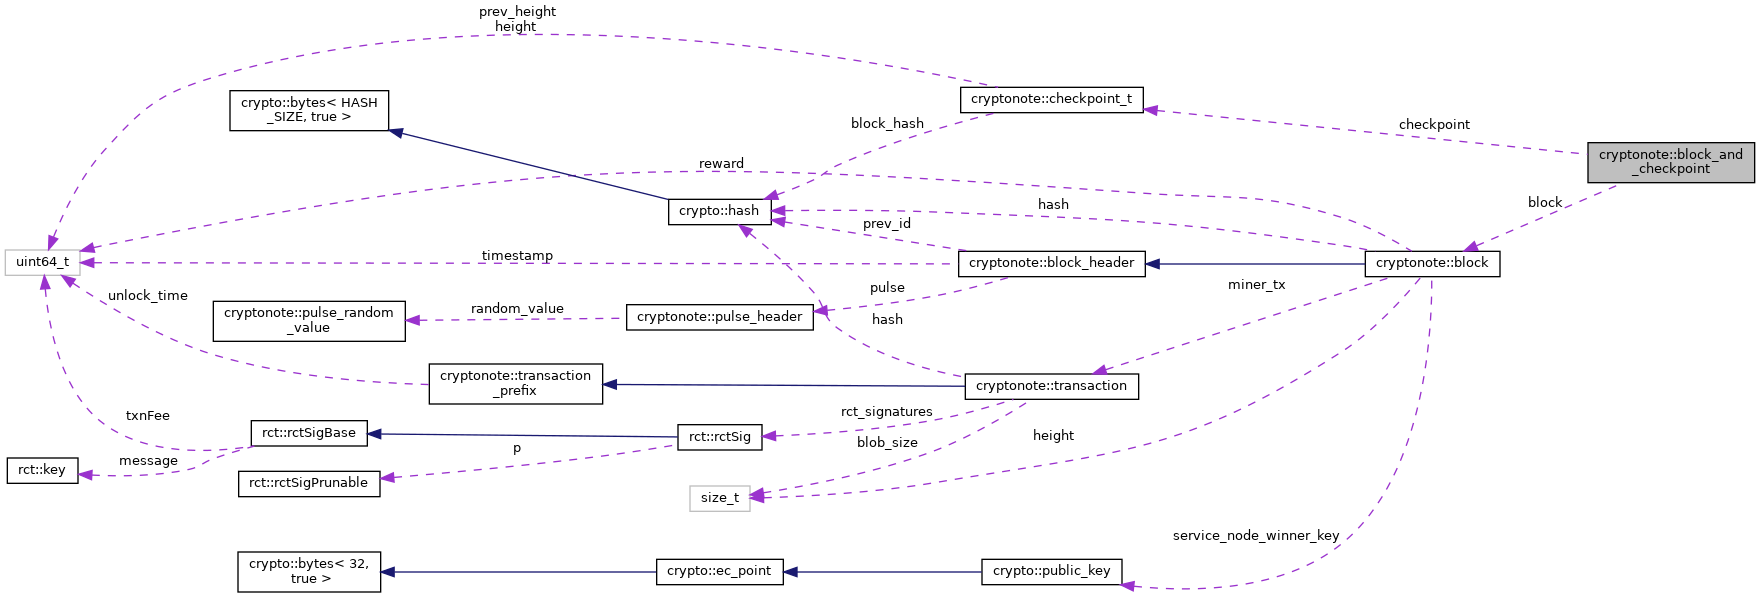 prev_height
height
cryptonote::checkpoint_t
crypto::bytes< HASH
_SIZE, true >
block_hash
checkpoint
cryptonote::block_and
_checkpoint
reward
crypto::hash
hash
block
prev_id
uint64_t
timestamp
cryptonote::block_header
cryptonote::block
unlock_time
pulse
miner_tx
cryptonote::pulse_random
_value
random_value
cryptonote::pulse_header
hash
cryptonote::transaction
_prefix
cryptonote::transaction
txnFee
rct_signatures
rct::rctSigBase
rct::rctSig
blob_size
height
message
p
rct::key
rct::rctSigPrunable
size_t
service_node_winner_key
crypto::bytes< 32,
true >
crypto::ec_point
crypto::public_key